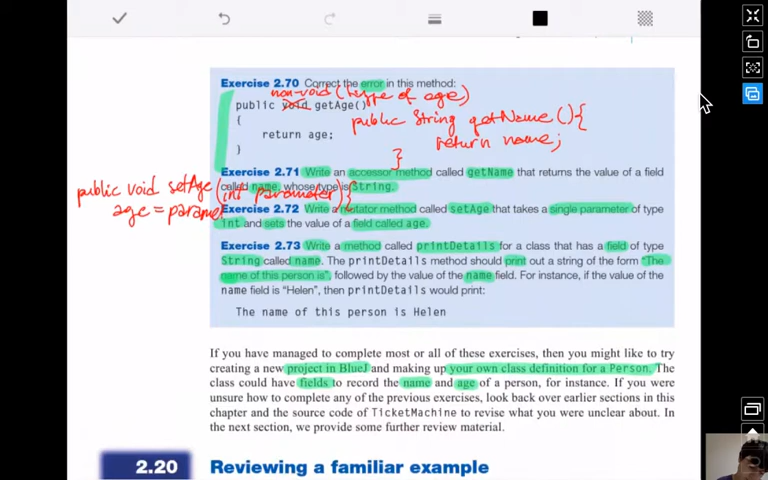 Exercise 2.70 Correct the error in this method:
non-void (type of age)
public void getAge()
{
return age;
}
public String getName(){
return name;
}
Exercise 2.71 Write an accessor method called getName that returns the value of a field
called name, whose type is String.
public void setAge (int parameter){
age = parame
Exercise 2.72 Write a mutator method called setAge that takes a single parameter of type
int and sets the value of a field called age.
Exercise 2.73 Write a method called printDetails for a class that has a field of type
String called name. The printDetails method should print out a string of the form "The
name of this person is", followed by the value of the name field. For instance, if the value of the
name field is "Helen", then printDetails would print:
The name of this person is Helen
If you have managed to complete most or all of these exercises, then you might like to try
creating a new project in BlueJ and making up your own class definition for a Person. The
class could have fields to record the name and age of a person, for instance. If you were
unsure how to complete any of the previous exercises, look back over earlier sections in this
chapter and the source code of TicketMachine to revise what you were unclear about. In
the next section, we provide some further review material.
2.20 Reviewing a familiar example